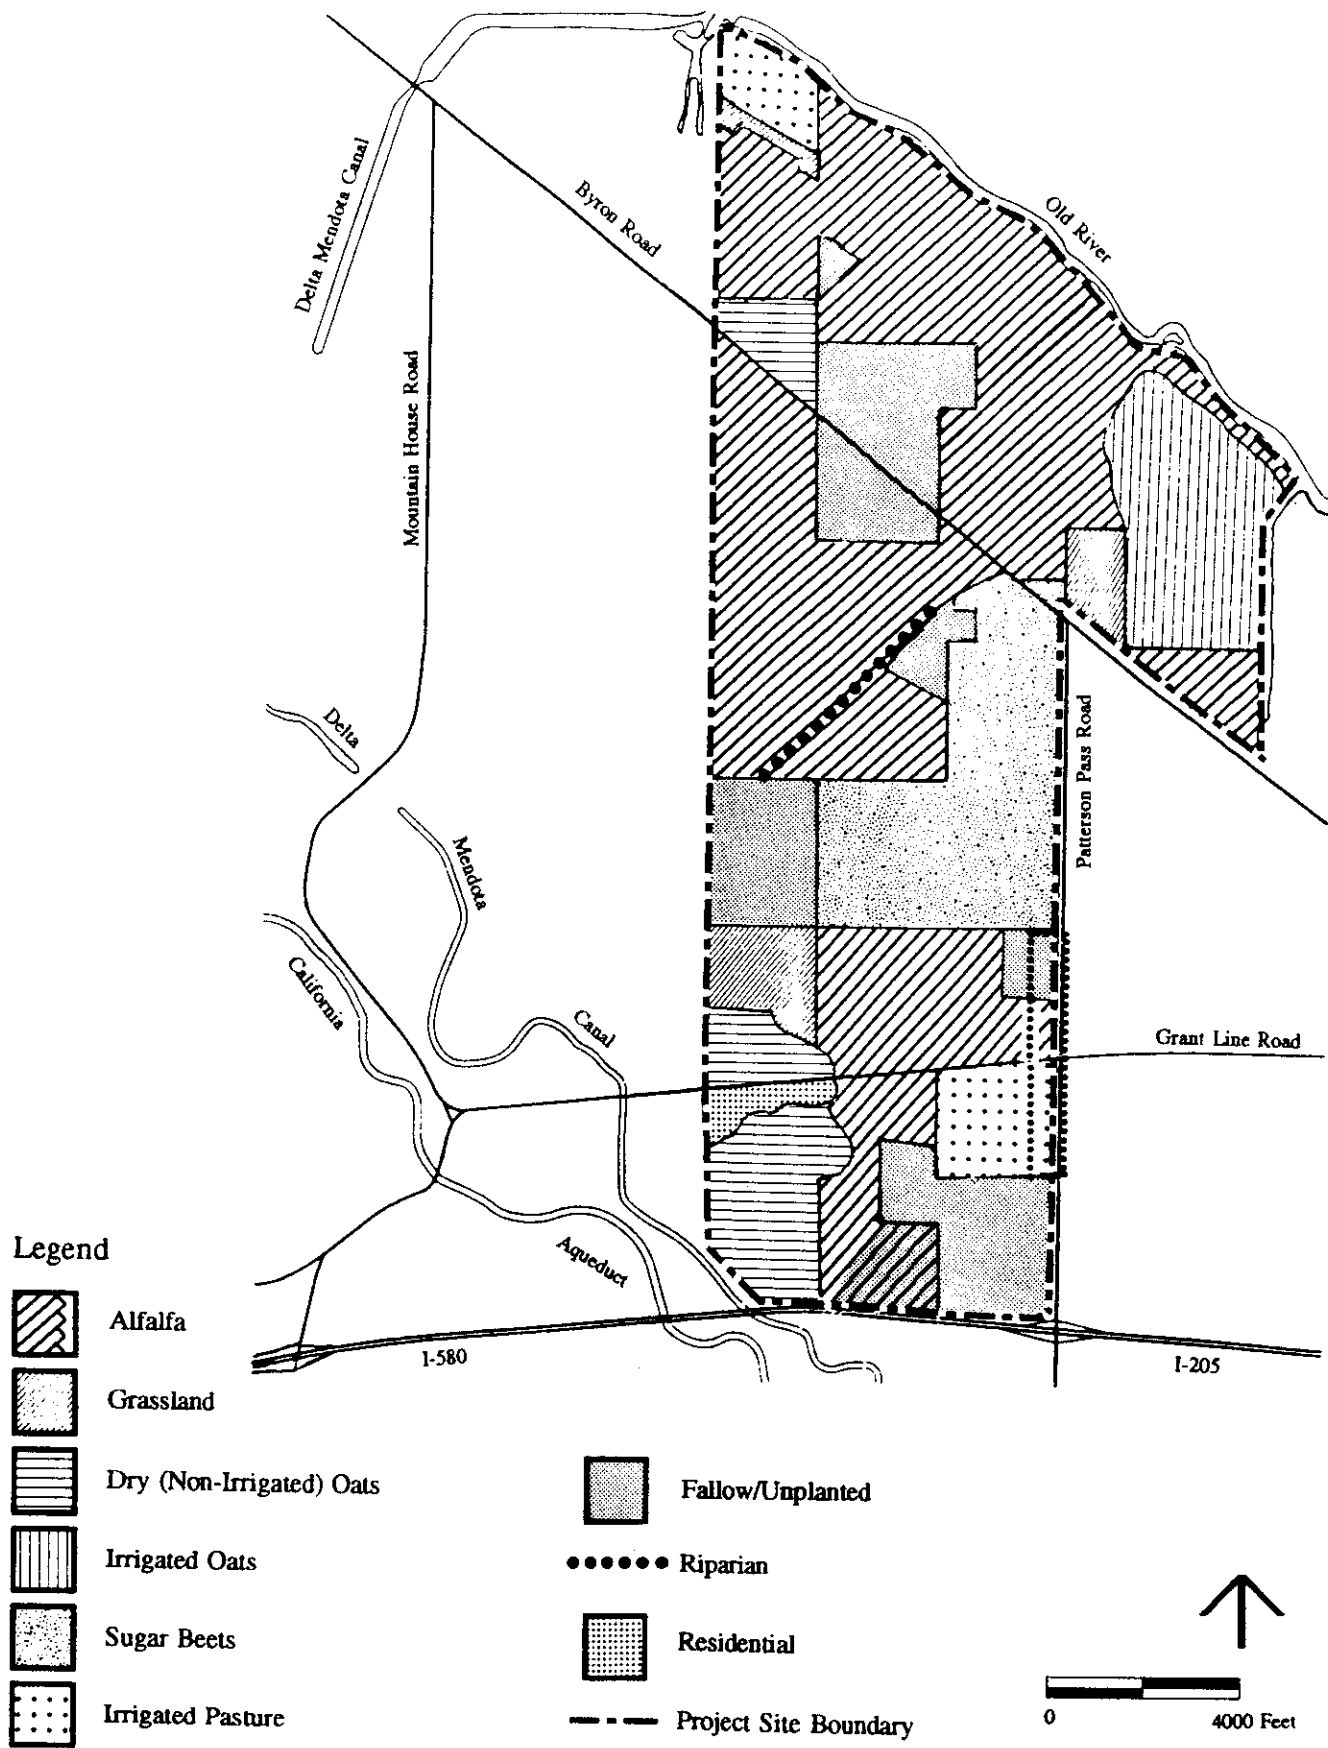 Delta Mendota Canal
Byron Road
Old River
Mountain House Road
Delta
Mendota
Canal
California
Aqueduct
Patterson Pass Road
Grant Line Road
I-580
I-205
Legend
Alfalfa
Grassland
Dry (Non-Irrigated) Oats
Irrigated Oats
Sugar Beets
Irrigated Pasture
Fallow/Unplanted
Riparian
Residential
Project Site Boundary
0 4000 Feet